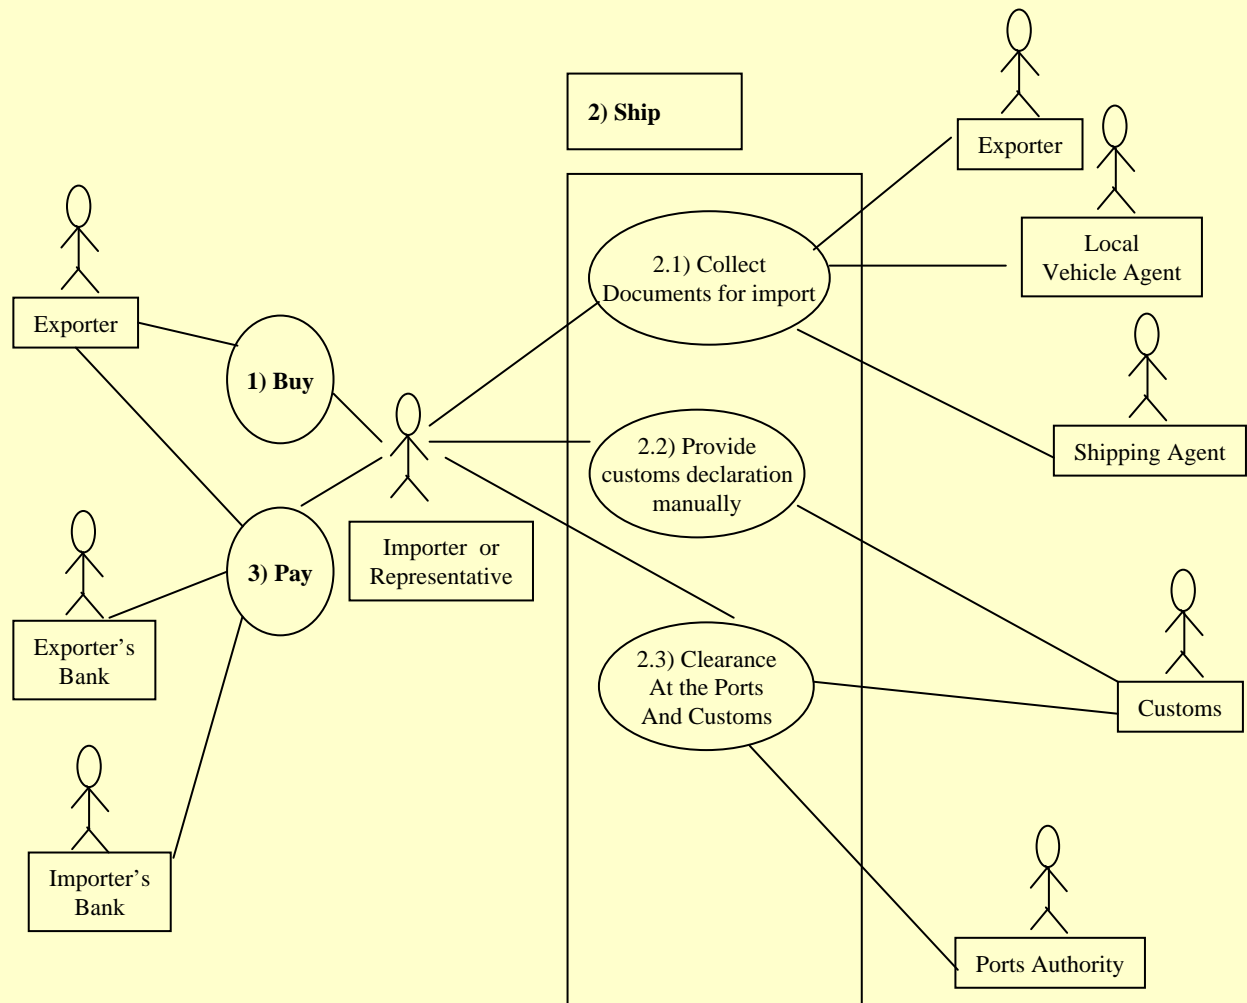 2) Ship
Exporter
Local
Vehicle Agent
2.1) Collect
Documents for import
Exporter
1) Buy
Shipping Agent
2.2) Provide
customs declaration
manually
Importer or
Representative
3) Pay
Exporter’s
Bank
2.3) Clearance
At the Ports
And Customs
Customs
Importer’s
Bank
Ports Authority